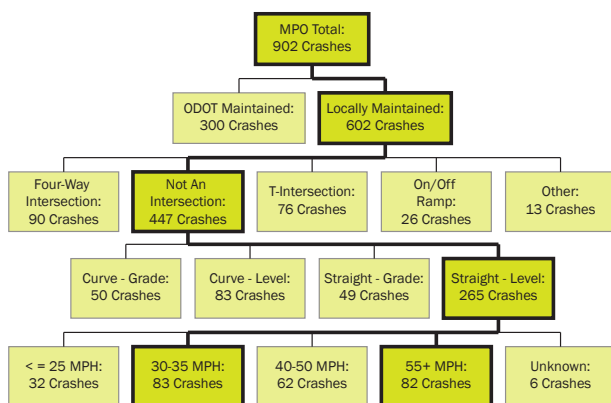 MPO Total:
902 Crashes
ODOT Maintained:
300 Crashes
Locally Maintained:
602 Crashes
Four-Way
Intersection:
90 Crashes
Not An
Intersection:
447 Crashes
T-Intersection:
76 Crashes
On/Off
Ramp:
26 Crashes
Other:
13 Crashes
Curve - Grade:
50 Crashes
Curve - Level:
83 Crashes
Straight - Grade:
49 Crashes
Straight - Level:
265 Crashes
< = 25 MPH:
32 Crashes
30-35 MPH:
83 Crashes
40-50 MPH:
62 Crashes
55+ MPH:
82 Crashes
Unknown:
6 Crashes